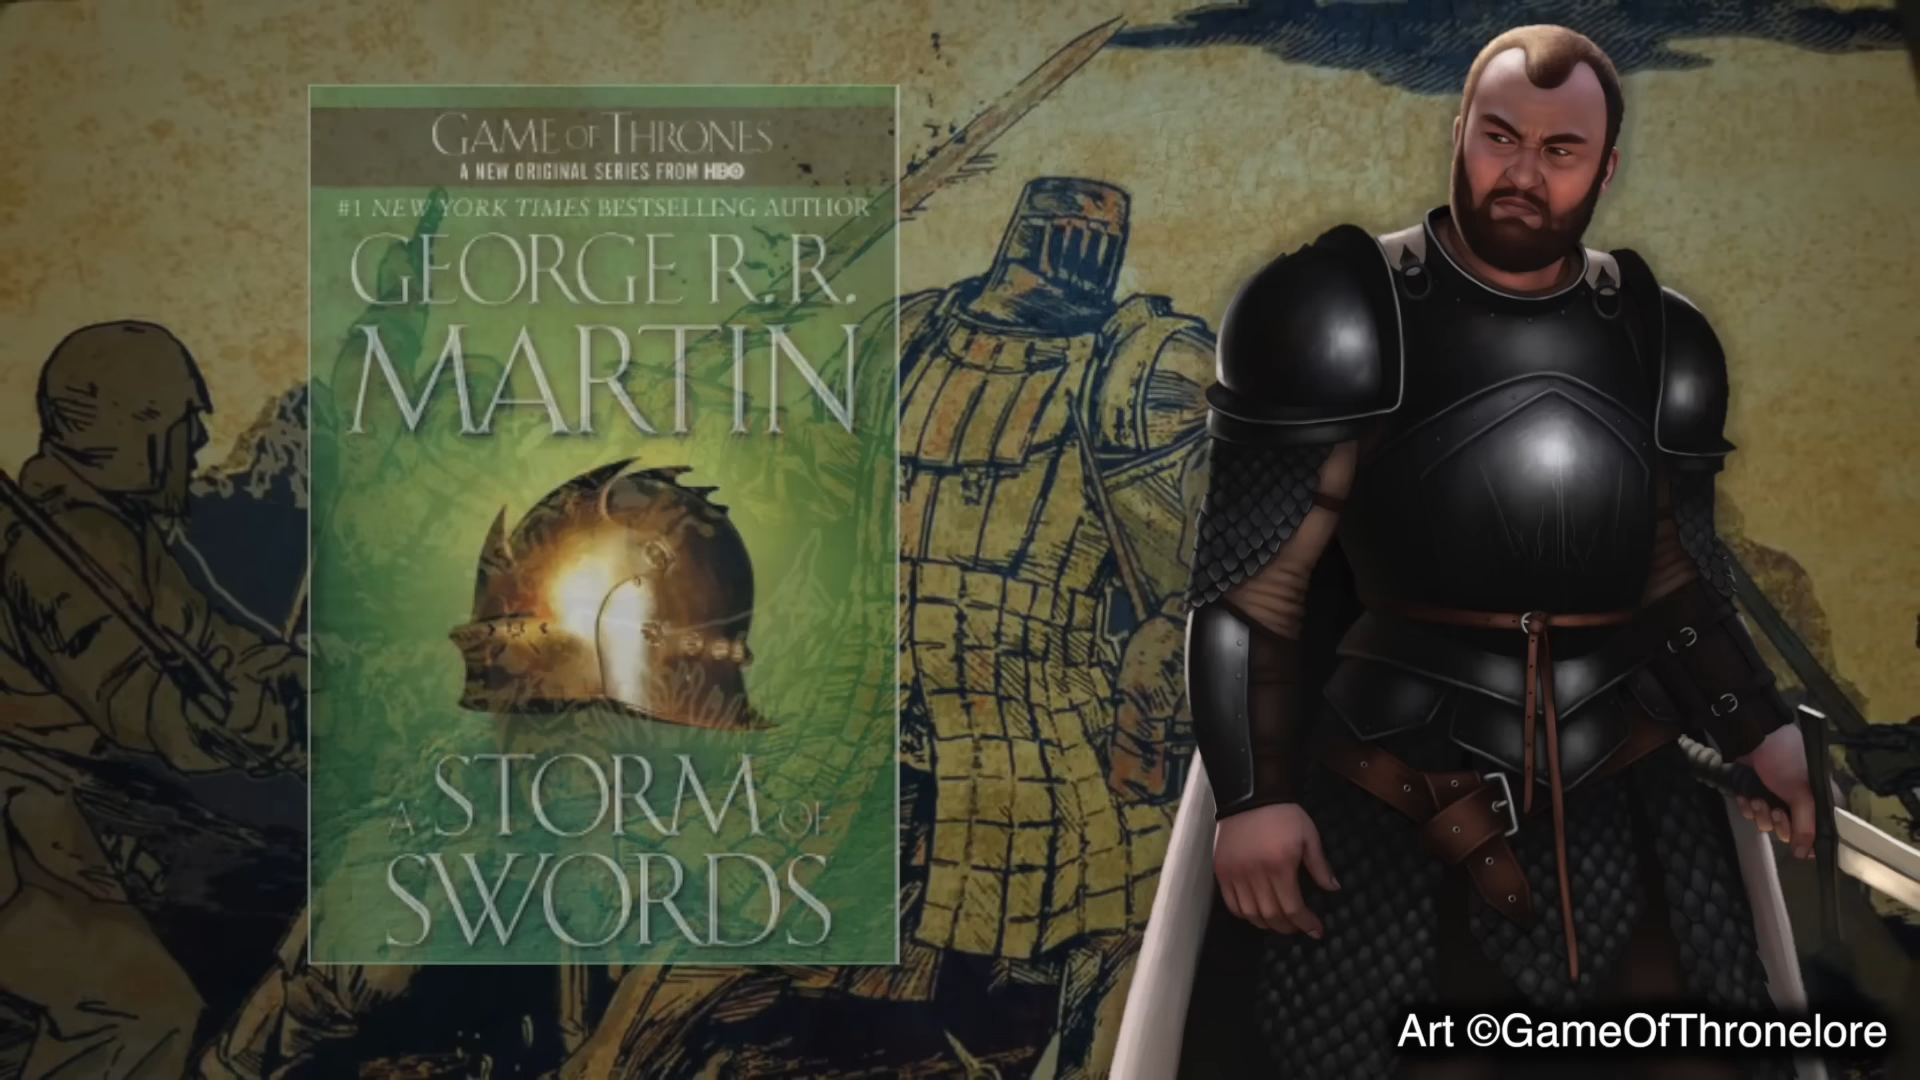 GAME OF THRONES
A NEW ORIGINAL SERIES FROM HBO
#1 NEW YORK TIMES BESTSELLING AUTHOR
GEORGE R. R.
MARTIN
A STORM OF
SWORDS
Art ©GameOfThronelore